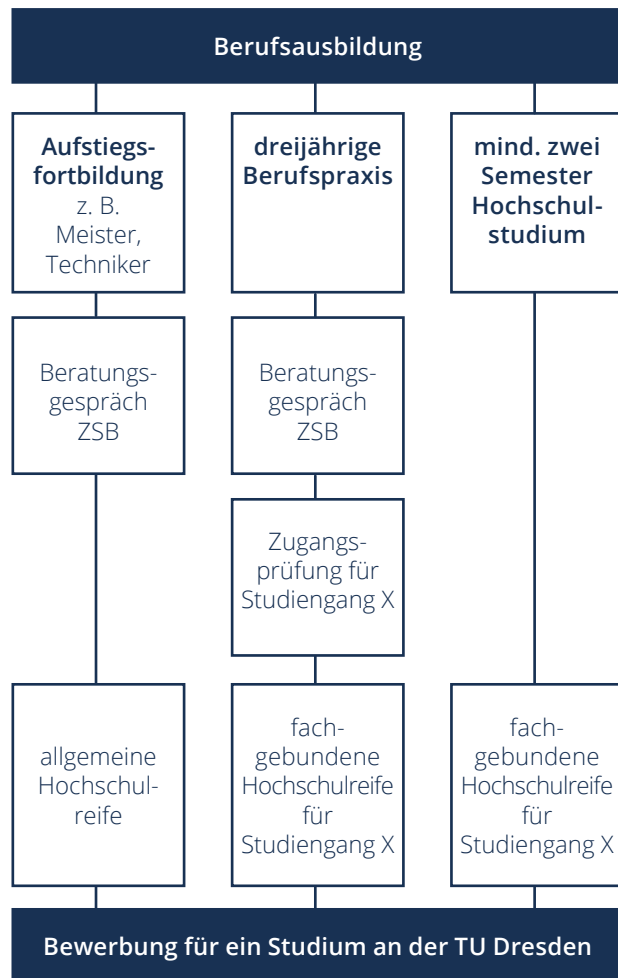 Berufsausbildung
Aufstiegs-
fortbildung
z. B.
Meister,
Techniker
dreijährige
Berufspraxis
mind. zwei
Semester
Hochschul-
studium
Beratungs-
gespräch
ZSB
Beratungs-
gespräch
ZSB
Zugangs-
prüfung für
Studiengang X
allgemeine
Hochschul-
reife
fach-
gebundene
Hochschulreife
für
Studiengang X
fach-
gebundene
Hochschulreife
für
Studiengang X
Bewerbung für ein Studium an der TU Dresden